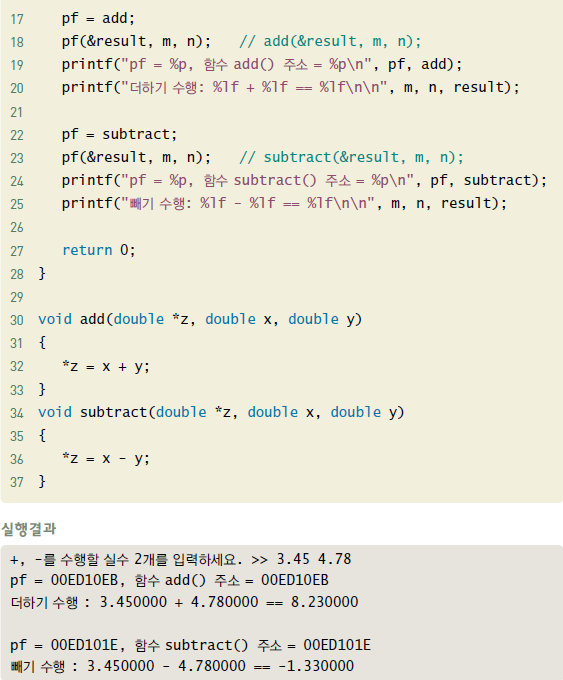 17 pf = add;
18 pf(&result, m, n); // add(&result, m, n);
19 printf("pf = %p, 함수 add() 주소 = %p\n", pf, add);
20 printf("더하기 수행: %lf + %lf == %lf\n\n", m, n, result);
21
22 pf = subtract;
23 pf(&result, m, n); // subtract(&result, m, n);
24 printf("pf = %p, 함수 subtract() 주소 = %p\n", pf, subtract);
25 printf("빼기 수행: %lf - %lf == %lf\n\n", m, n, result);
26
27 return 0;
28 }
29
30 void add(double *z, double x, double y)
31 {
32 *z = x + y;
33 }
34 void subtract(double *z, double x, double y)
35 {
36 *z = x - y;
37 }
실행결과
+, -를 수행할 실수 2개를 입력하세요. >> 3.45 4.78
pf = 00ED10EB, 함수 add() 주소 = 00ED10EB
더하기 수행 : 3.450000 + 4.780000 == 8.230000
pf = 00ED101E, 함수 subtract() 주소 = 00ED101E
빼기 수행 : 3.450000 - 4.780000 == -1.330000